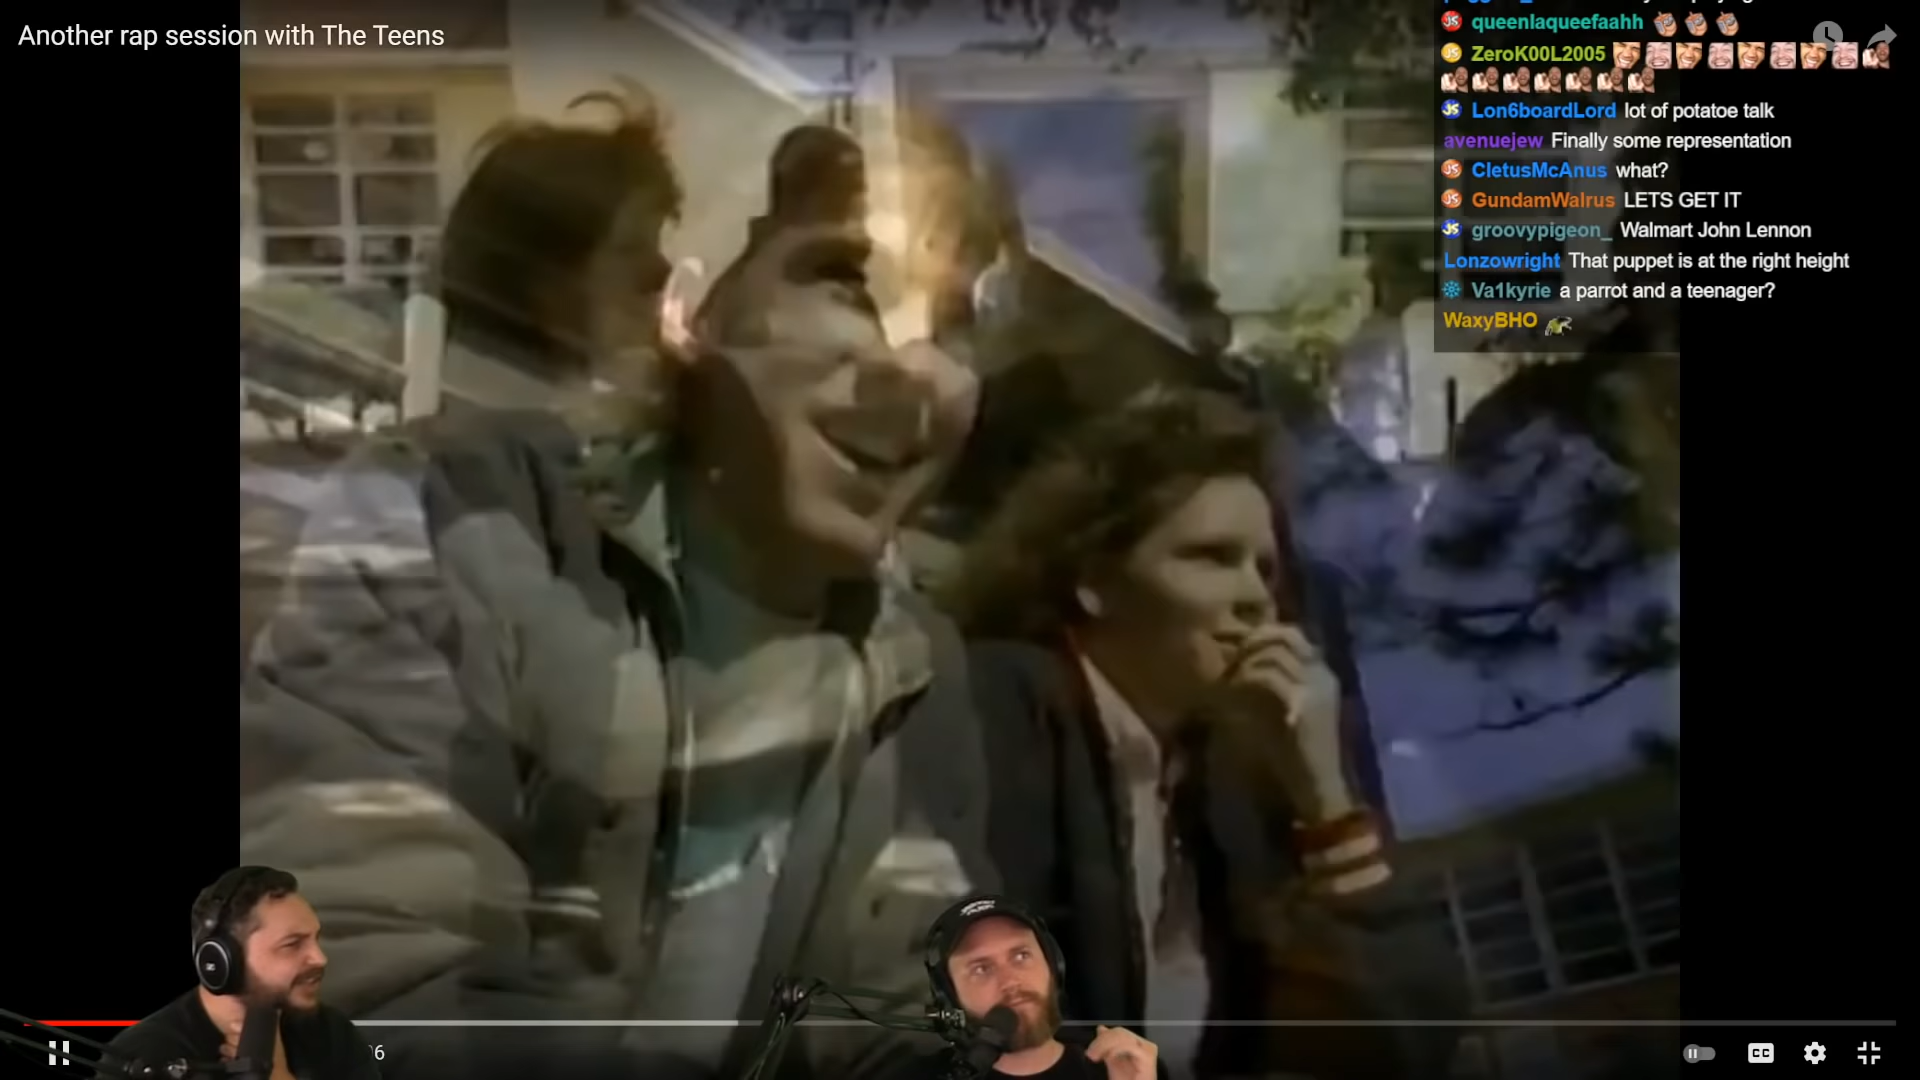 Another rap session with The Teens
queenlaqueefaahh
ZeroK00L2005
Lon6boardLord lot of potatoe talk
avenuejew Finally some representation
CletusMcAnus what?
GundamWalrus LETS GET IT
groovypigeon_ Walmart John Lennon
Lonzowright That puppet is at the right height
Va1kyrie a parrot and a teenager?
WaxyBHO
CC